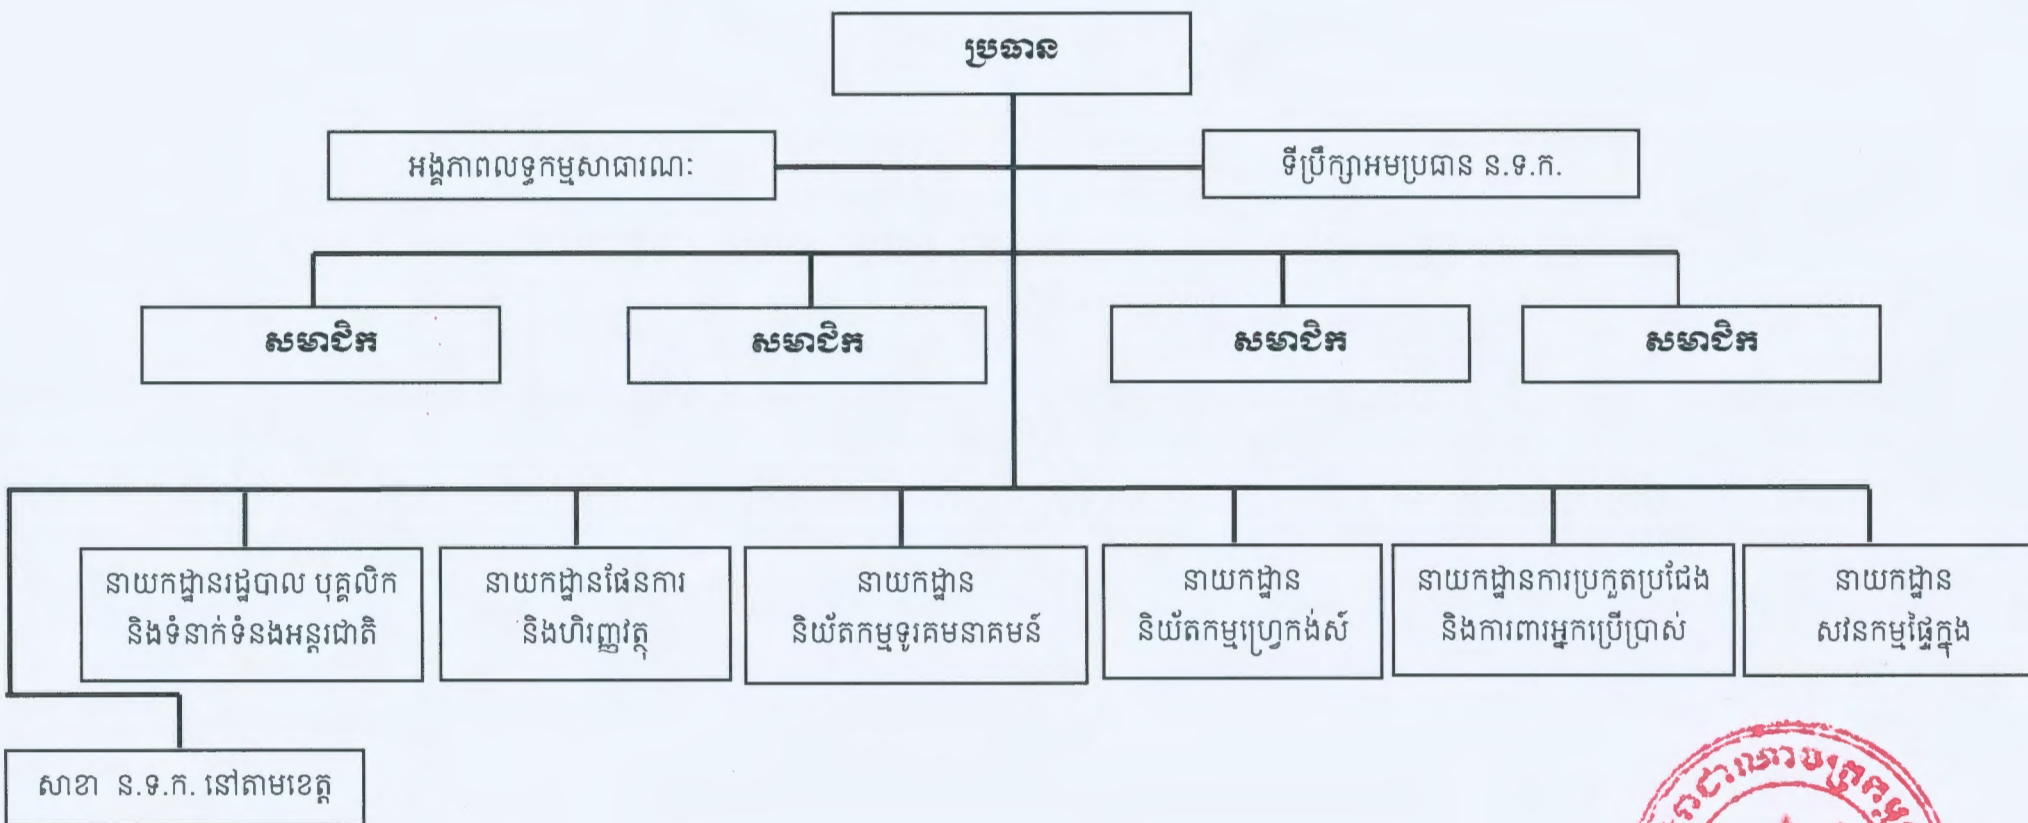 ប្រធាន
អង្គភាពលទ្ធកម្មសាធារណៈ
ទីប្រឹក្សាអមប្រធាន ន.ទ.ក.
សមាជិក
សមាជិក
សមាជិក
សមាជិក
នាយកដ្ឋានរដ្ឋបាល បុគ្គលិក
និងទំនាក់ទំនងអន្តរជាតិ
នាយកដ្ឋានផែនការ
និងហិរញ្ញវត្ថុ
នាយកដ្ឋាន
និយ័តកម្មទូរគមនាគមន៍
នាយកដ្ឋាន
និយ័តកម្មហ្វ្រេកង់ស៍
នាយកដ្ឋានការប្រកួតប្រជែង
និងការពារអ្នកប្រើប្រាស់
នាយកដ្ឋាន
សវនកម្មផ្ទៃក្នុង
សាខា ន.ទ.ក. នៅតាមខេត្ត